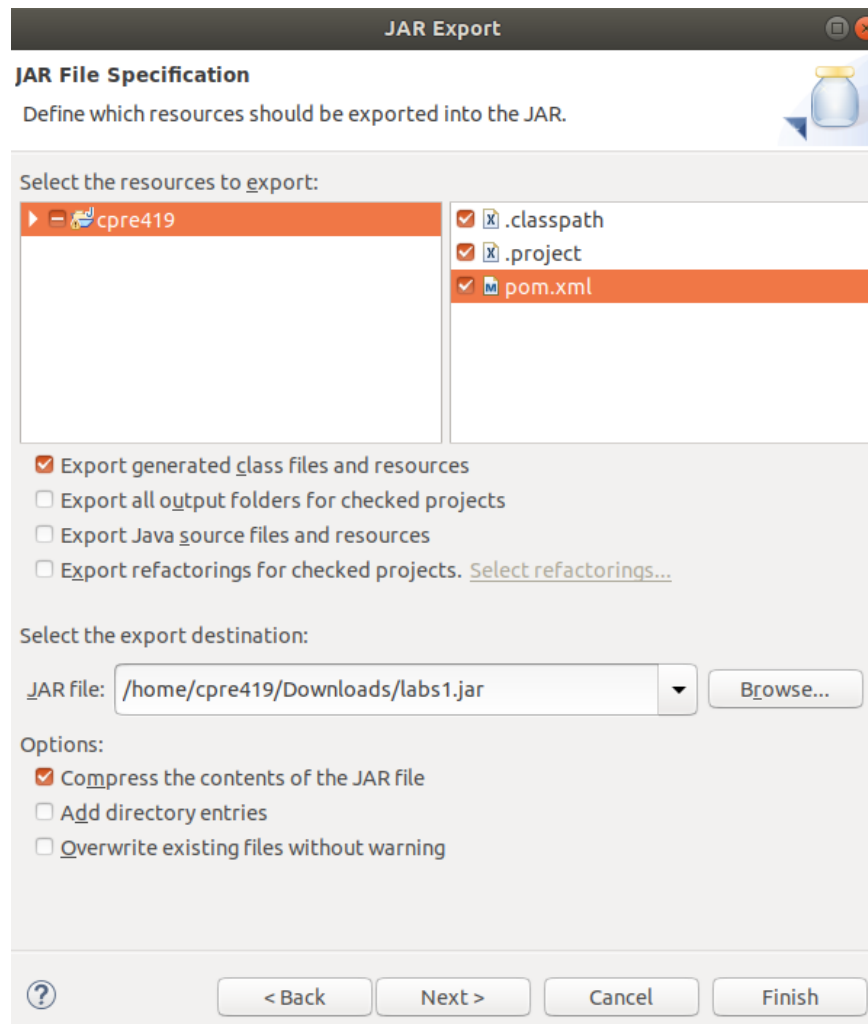 JAR Export
JAR File Specification
Define which resources should be exported into the JAR.
Select the resources to export:
cpre419
.classpath
.project
pom.xml
Export generated class files and resources
Export all output folders for checked projects
Export Java source files and resources
Export refactorings for checked projects. Select refactorings...
Select the export destination:
JAR file: /home/cpre419/Downloads/labs1.jar Browse...
Options:
Compress the contents of the JAR file
Add directory entries
Overwrite existing files without warning
? < Back Next > Cancel Finish